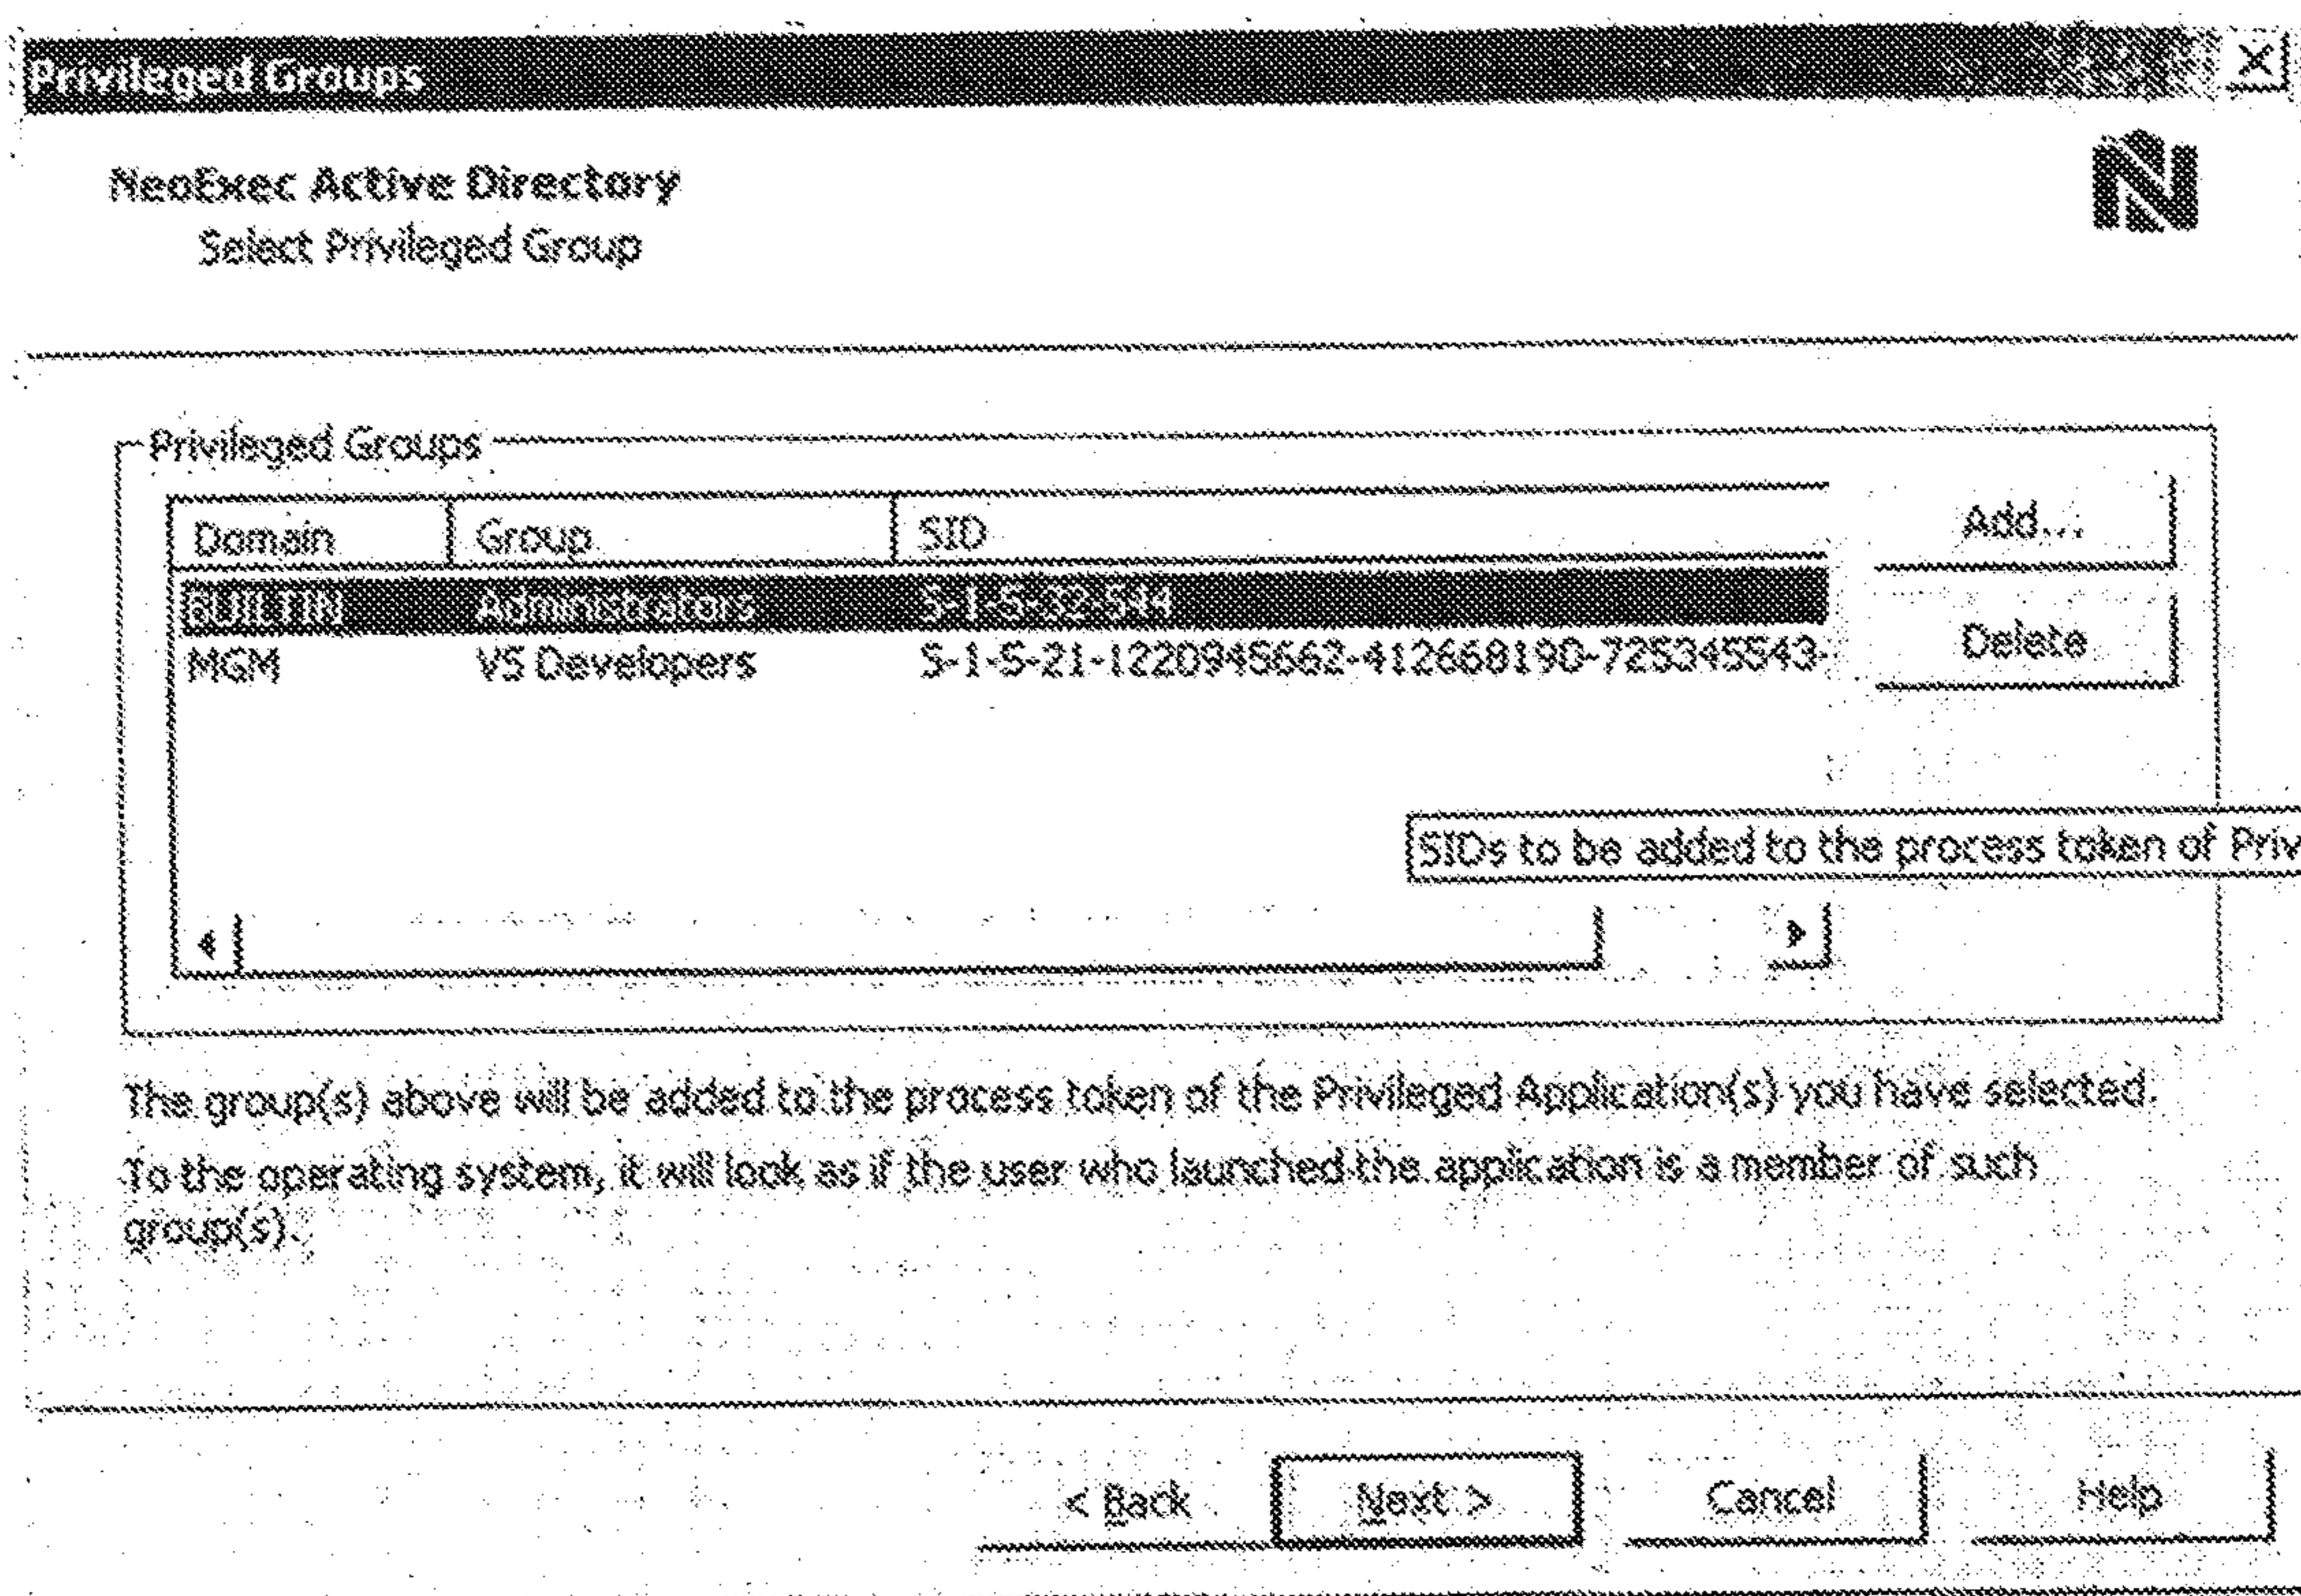 Privileged Groups
NeoExec Active Directory
Select Privileged Group
Privileged Groups
Domain Group SID
Add...
BUILTIN Administrators S-1-5-32-544
MGM VS Developers S-1-5-21-1220945662-412668190-725345543-
Delete
SIDs to be added to the process token of Priv
The group(s) above will be added to the process token of the Privileged Application(s) you have selected.
To the operating system, it will look as if the user who launched the application is a member of such
group(s).
< Back Next > Cancel Help